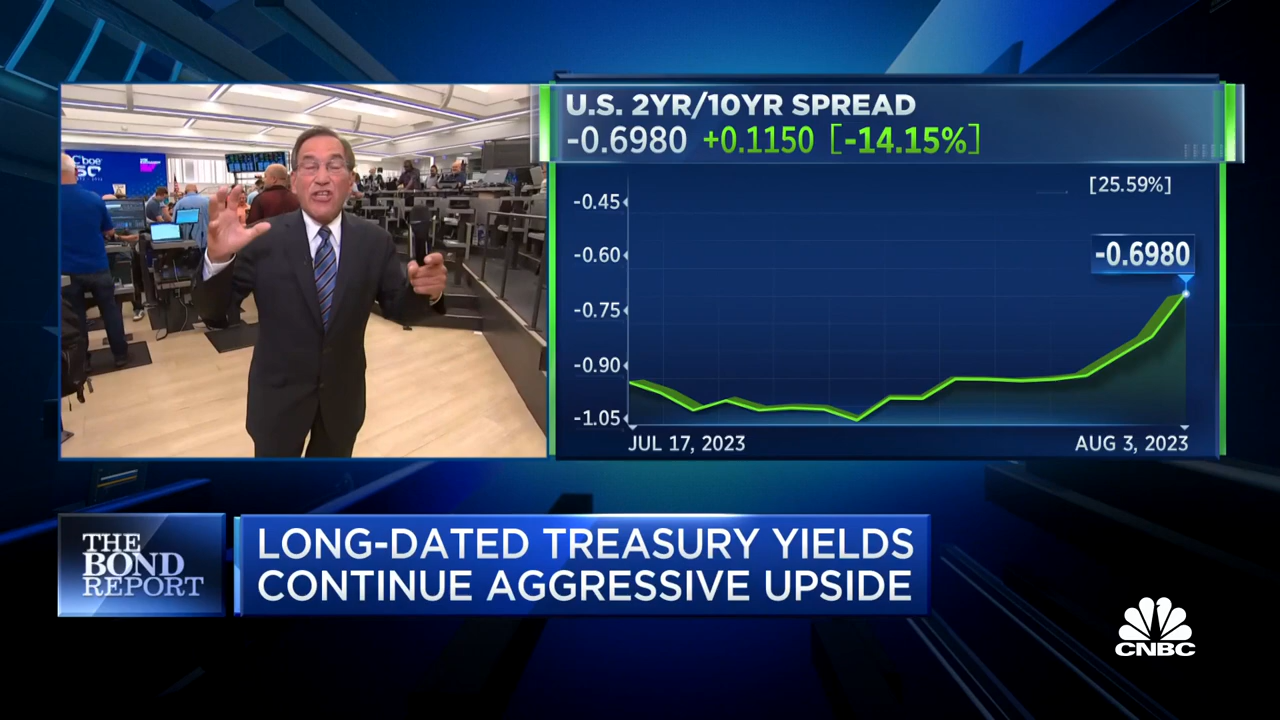 Cboe
50
U.S. 2YR/10YR SPREAD
-0.6980 +0.1150 [-14.15%]
[25.59%]
-0.45
-0.60
-0.75
-0.90
-1.05
-0.6980
JUL 17, 2023
AUG 3, 2023
THE
BOND
REPORT
LONG-DATED TREASURY YIELDS
CONTINUE AGGRESSIVE UPSIDE
CNBC